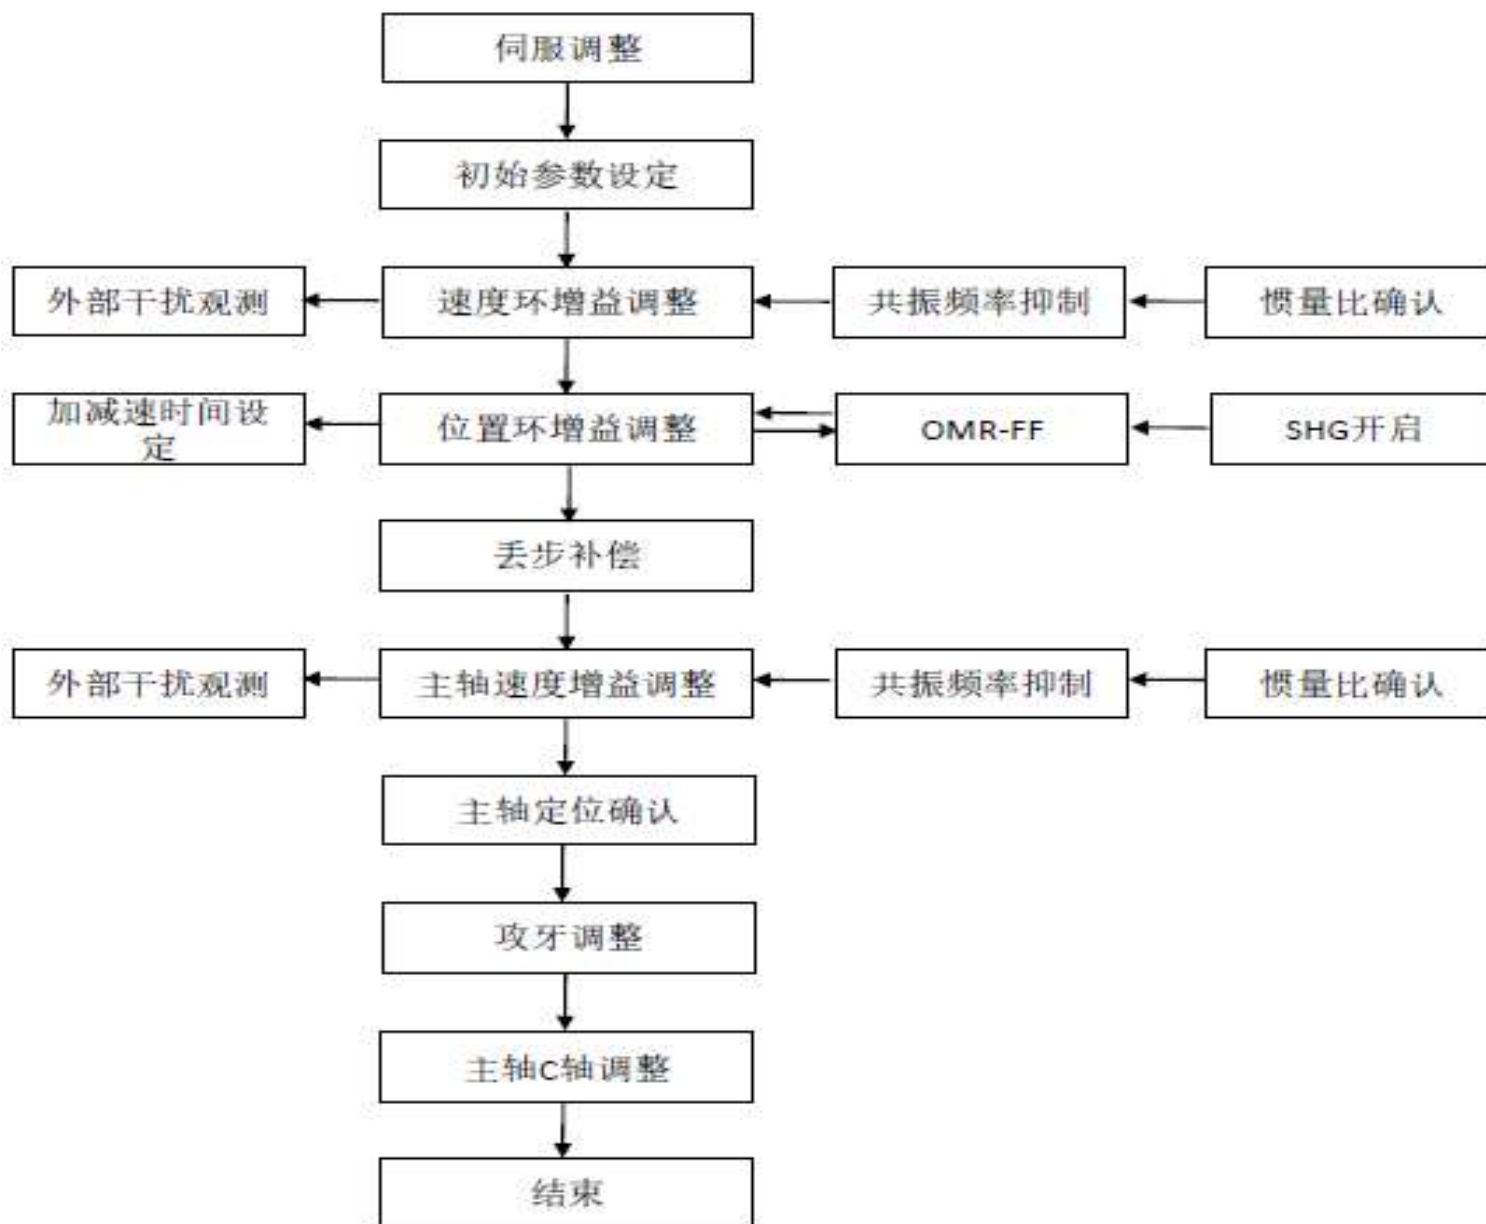 伺服调整
初始参数设定
外部干扰观测
速度环增益调整
共振频率抑制
惯量比确认
加减速时间设
定
位置环增益调整
OMR-FF
SHG开启
丢步补偿
外部干扰观测
主轴速度增益调整
共振频率抑制
惯量比确认
主轴定位确认
攻牙调整
主轴C轴调整
结束